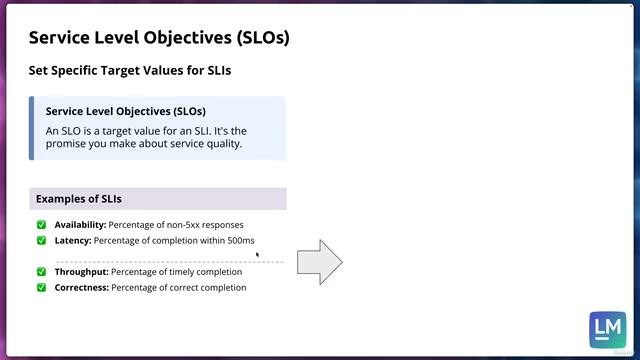 Service Level Objectives (SLOs)
Set Specific Target Values for SLIs
Service Level Objectives (SLOs)
An SLO is a target value for an SLI. It's the
promise you make about service quality.
Examples of SLIs
Availability: Percentage of non-5xx responses
Latency: Percentage of completion within 500ms
Throughput: Percentage of timely completion
Correctness: Percentage of correct completion
LM